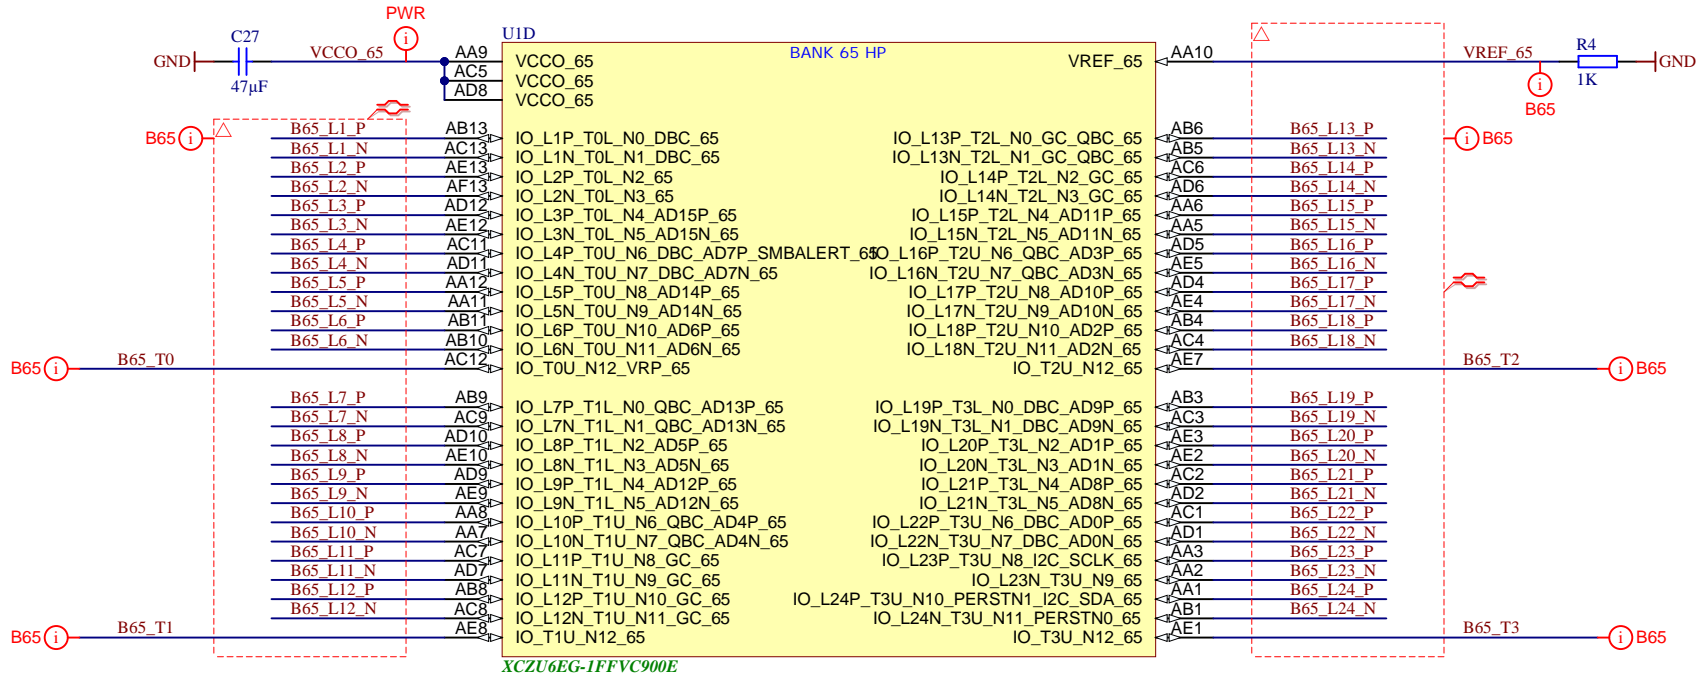 PWR
U1D
C27
GND
47µF
VCCO_65
AA9 VCCO_65
AC5 VCCO_65
AD8 VCCO_65
BANK 65 HP
VREF_65 AA10
VREF_65
R4
1K
GND
i
i
B65
B65 i
i B65
B65_L1_P AB13 IO_L1P_T0L_N0_DBC_65
B65_L1_N AC13 IO_L1N_T0L_N1_DBC_65
B65_L2_P AE13 IO_L2P_T0L_N2_65
B65_L2_N AF13 IO_L2N_T0L_N3_65
B65_L3_P AD12 IO_L3P_T0L_N4_AD15P_65
B65_L3_N AE12 IO_L3N_T0L_N5_AD15N_65
B65_L4_P AC11 IO_L4P_T0U_N6_DBC_AD7P_SMBALERT_65
B65_L4_N AD11 IO_L4N_T0U_N7_DBC_AD7N_65
B65_L5_P AA12 IO_L5P_T0U_N8_AD14P_65
B65_L5_N AA11 IO_L5N_T0U_N9_AD14N_65
B65_L6_P AB11 IO_L6P_T0U_N10_AD6P_65
B65_L6_N AB10 IO_L6N_T0U_N11_AD6N_65
B65 i B65_T0 AC12 IO_T0U_N12_VRP_65
B65_L7_P AB9 IO_L7P_T1L_N0_QBC_AD13P_65
B65_L7_N AC9 IO_L7N_T1L_N1_QBC_AD13N_65
B65_L8_P AD10 IO_L8P_T1L_N2_AD5P_65
B65_L8_N AE10 IO_L8N_T1L_N3_AD5N_65
B65_L9_P AD9 IO_L9P_T1L_N4_AD12P_65
B65_L9_N AE9 IO_L9N_T1L_N5_AD12N_65
B65_L10_P AA8 IO_L10P_T1U_N6_QBC_AD4P_65
B65_L10_N AA7 IO_L10N_T1U_N7_QBC_AD4N_65
B65_L11_P AC7 IO_L11P_T1U_N8_GC_65
B65_L11_N AD7 IO_L11N_T1U_N9_GC_65
B65_L12_P AB8 IO_L12P_T1U_N10_GC_65
B65_L12_N AC8 IO_L12N_T1U_N11_GC_65
B65 i B65_T1 AE8 IO_T1U_N12_65
IO_L13P_T2L_N0_GC_QBC_65 AB6 B65_L13_P
IO_L13N_T2L_N1_GC_QBC_65 AB5 B65_L13_N
IO_L14P_T2L_N2_GC_65 AC6 B65_L14_P
IO_L14N_T2L_N3_GC_65 AD6 B65_L14_N
IO_L15P_T2L_N4_AD11P_65 AA6 B65_L15_P
IO_L15N_T2L_N5_AD11N_65 AA5 B65_L15_N
IO_L16P_T2U_N6_QBC_AD3P_65 AD5 B65_L16_P
IO_L16N_T2U_N7_QBC_AD3N_65 AE5 B65_L16_N
IO_L17P_T2U_N8_AD10P_65 AD4 B65_L17_P
IO_L17N_T2U_N9_AD10N_65 AE4 B65_L17_N
IO_L18P_T2U_N10_AD2P_65 AB4 B65_L18_P
IO_L18N_T2U_N11_AD2N_65 AC4 B65_L18_N
IO_T2U_N12_65 AE7 B65_T2 i B65
IO_L19P_T3L_N0_DBC_AD9P_65 AB3 B65_L19_P
IO_L19N_T3L_N1_DBC_AD9N_65 AC3 B65_L19_N
IO_L20P_T3L_N2_AD1P_65 AE3 B65_L20_P
IO_L20N_T3L_N3_AD1N_65 AE2 B65_L20_N
IO_L21P_T3L_N4_AD8P_65 AC2 B65_L21_P
IO_L21N_T3L_N5_AD8N_65 AD2 B65_L21_N
IO_L22P_T3U_N6_DBC_AD0P_65 AC1 B65_L22_P
IO_L22N_T3U_N7_DBC_AD0N_65 AD1 B65_L22_N
IO_L23P_T3U_N8_I2C_SCLK_65 AA3 B65_L23_P
IO_L23N_T3U_N9_65 AA2 B65_L23_N
IO_L24P_T3U_N10_PERSTN1_I2C_SDA_65 AA1 B65_L24_P
IO_L24N_T3U_N11_PERSTN0_65 AB1 B65_L24_N
IO_T3U_N12_65 AE1 B65_T3 i B65
XCZU6EG-1FFVC900E